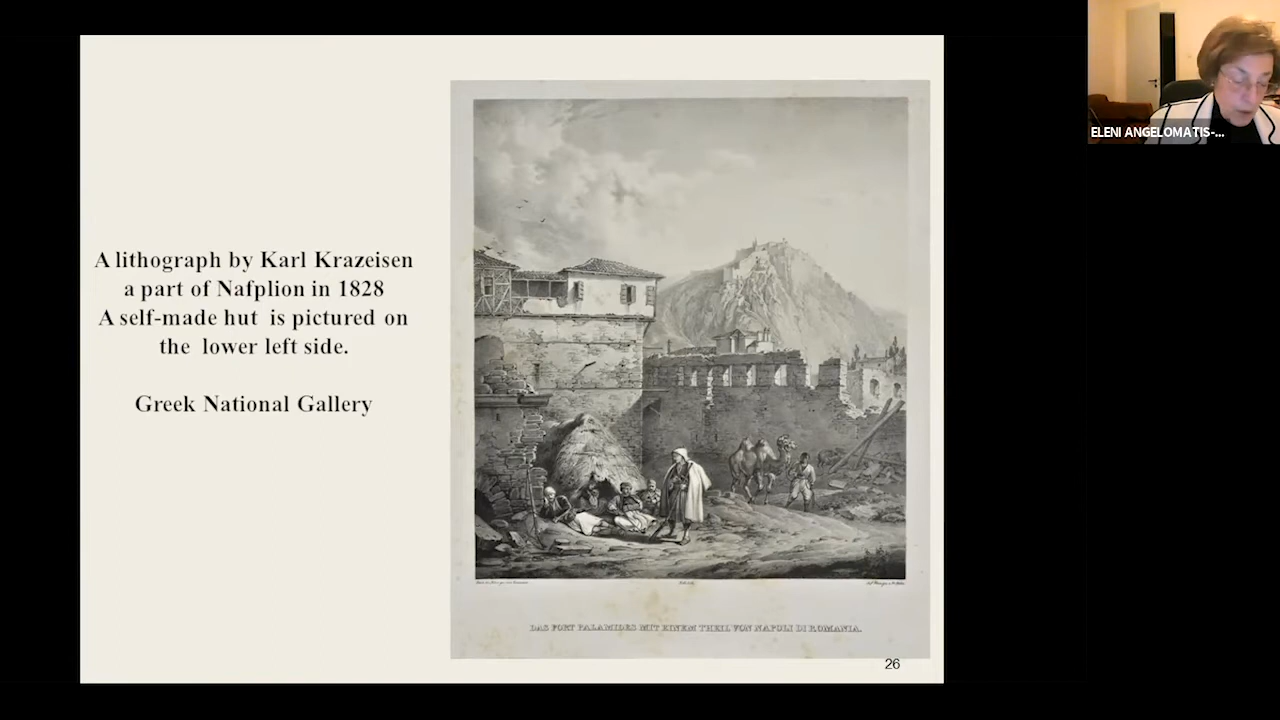 A lithograph by Karl Krazeisen
a part of Nafplion in 1828
A self-made hut is pictured on
the lower left side.
Greek National Gallery
DAS FORT PALAMIDES MIT EINEM THEIL VON NAPOLI DI ROMANIA.
26
ELENI ANGELOMATIS-...